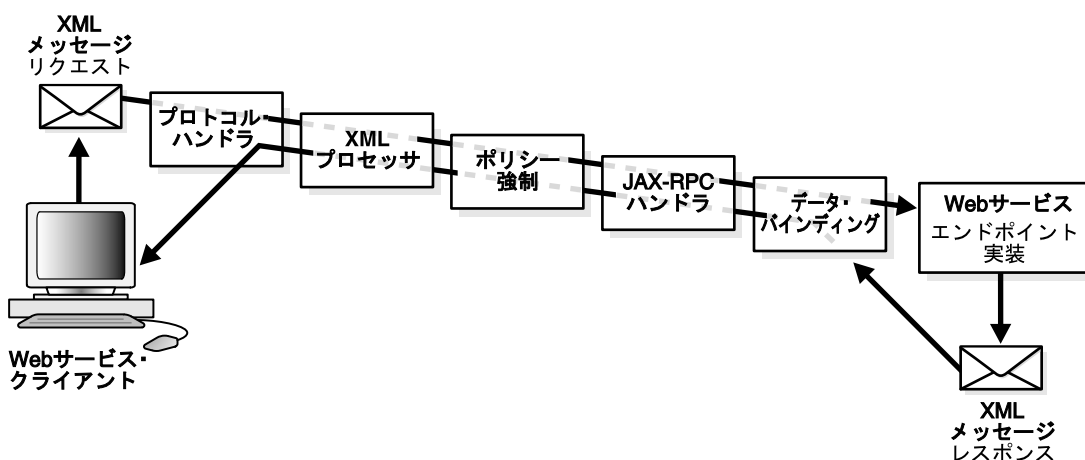 XML
メッセージ
リクエスト
プロトコル・
ハンドラ
XML
プロセッサ
ポリシー
強制
JAX-RPC
ハンドラ
データ・
バインディング
Webサービス
エンドポイント
実装
Webサービス・
クライアント
XML
メッセージ
レスポンス